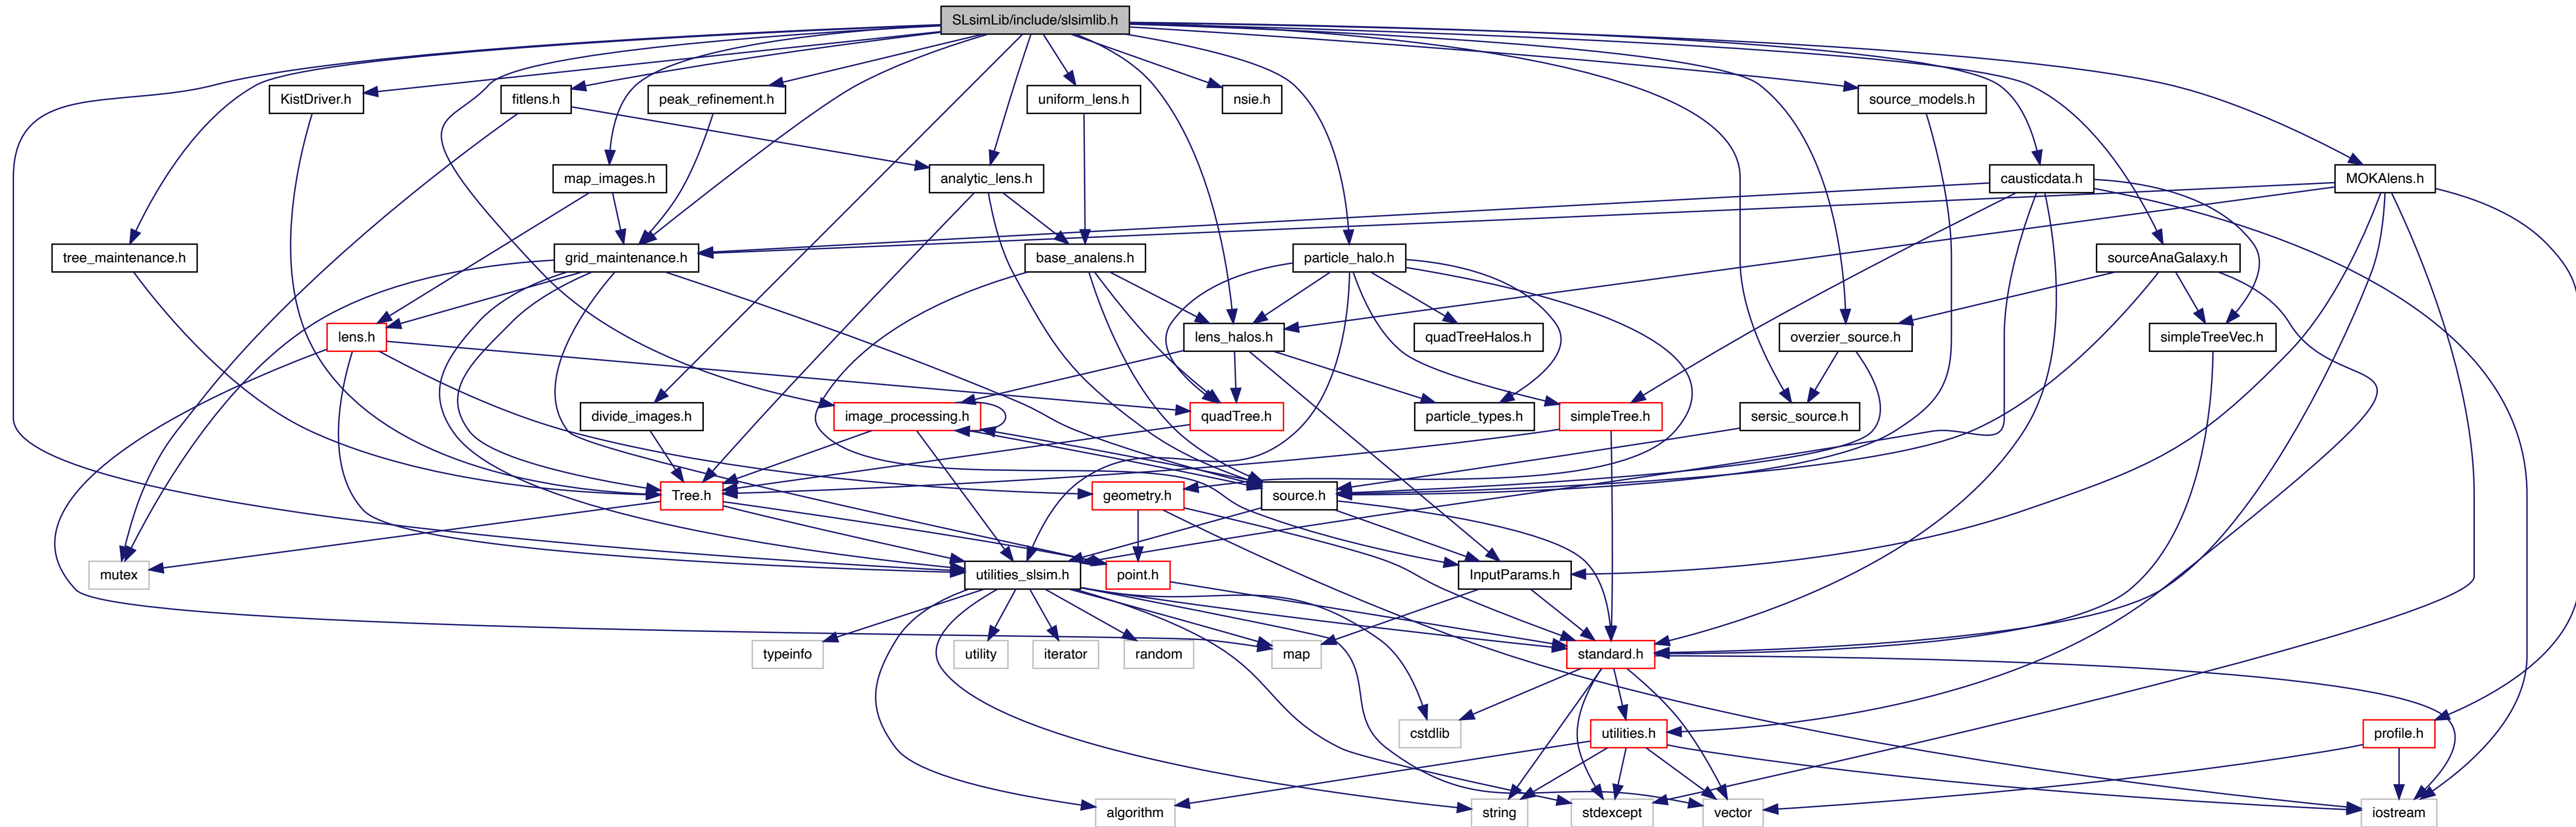 SLsimLib/include/slsimlib.h
KistDriver.h
fitlens.h
peak_refinement.h
uniform_lens.h
nsie.h
source_models.h
map_images.h
analytic_lens.h
causticdata.h
MOKAlens.h
tree_maintenance.h
grid_maintenance.h
base_analens.h
particle_halo.h
sourceAnaGalaxy.h
lens.h
lens_halos.h
quadTreeHalos.h
overzier_source.h
simpleTreeVec.h
divide_images.h
image_processing.h
quadTree.h
particle_types.h
simpleTree.h
sersic_source.h
Tree.h
geometry.h
source.h
mutex
utilities_slsim.h
point.h
InputParams.h
typeinfo
utility
iterator
random
map
standard.h
cstdlib
utilities.h
profile.h
algorithm
string
stdexcept
vector
iostream